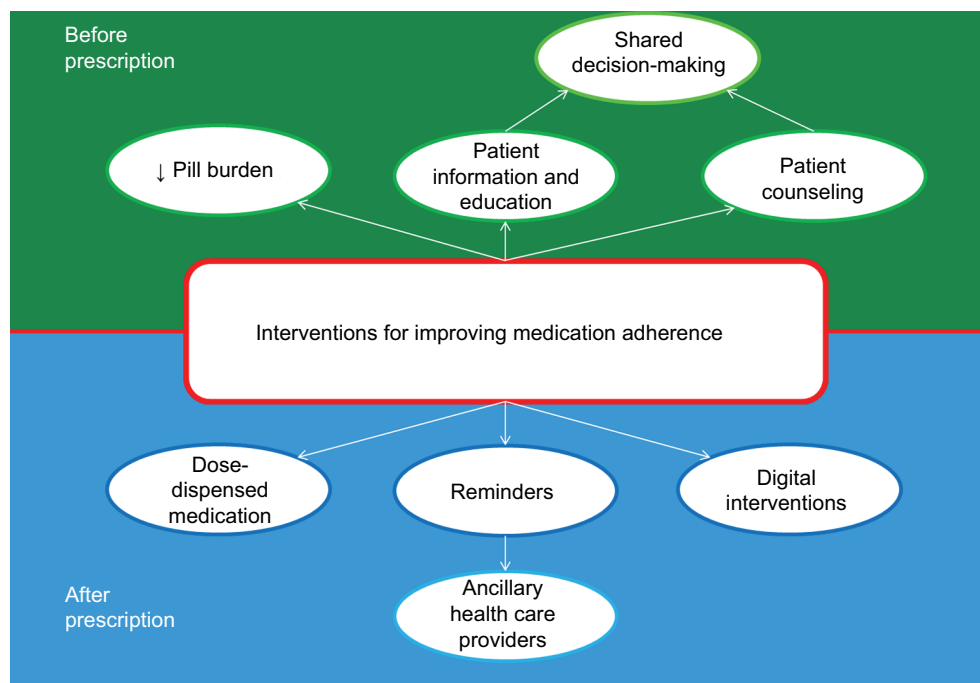 Before
prescription
Shared
decision-making
↓ Pill burden
Patient
information and
education
Patient
counseling
Interventions for improving medication adherence
Dose-
dispensed
medication
Reminders
Digital
interventions
After
prescription
Ancillary
health care
providers